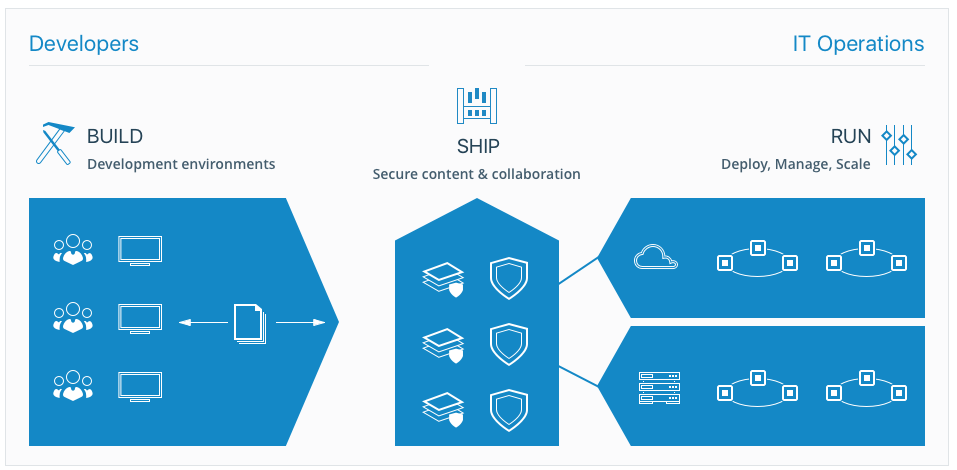 Developers
IT Operations
BUILD
Development environments
SHIP
Secure content & collaboration
RUN
Deploy, Manage, Scale